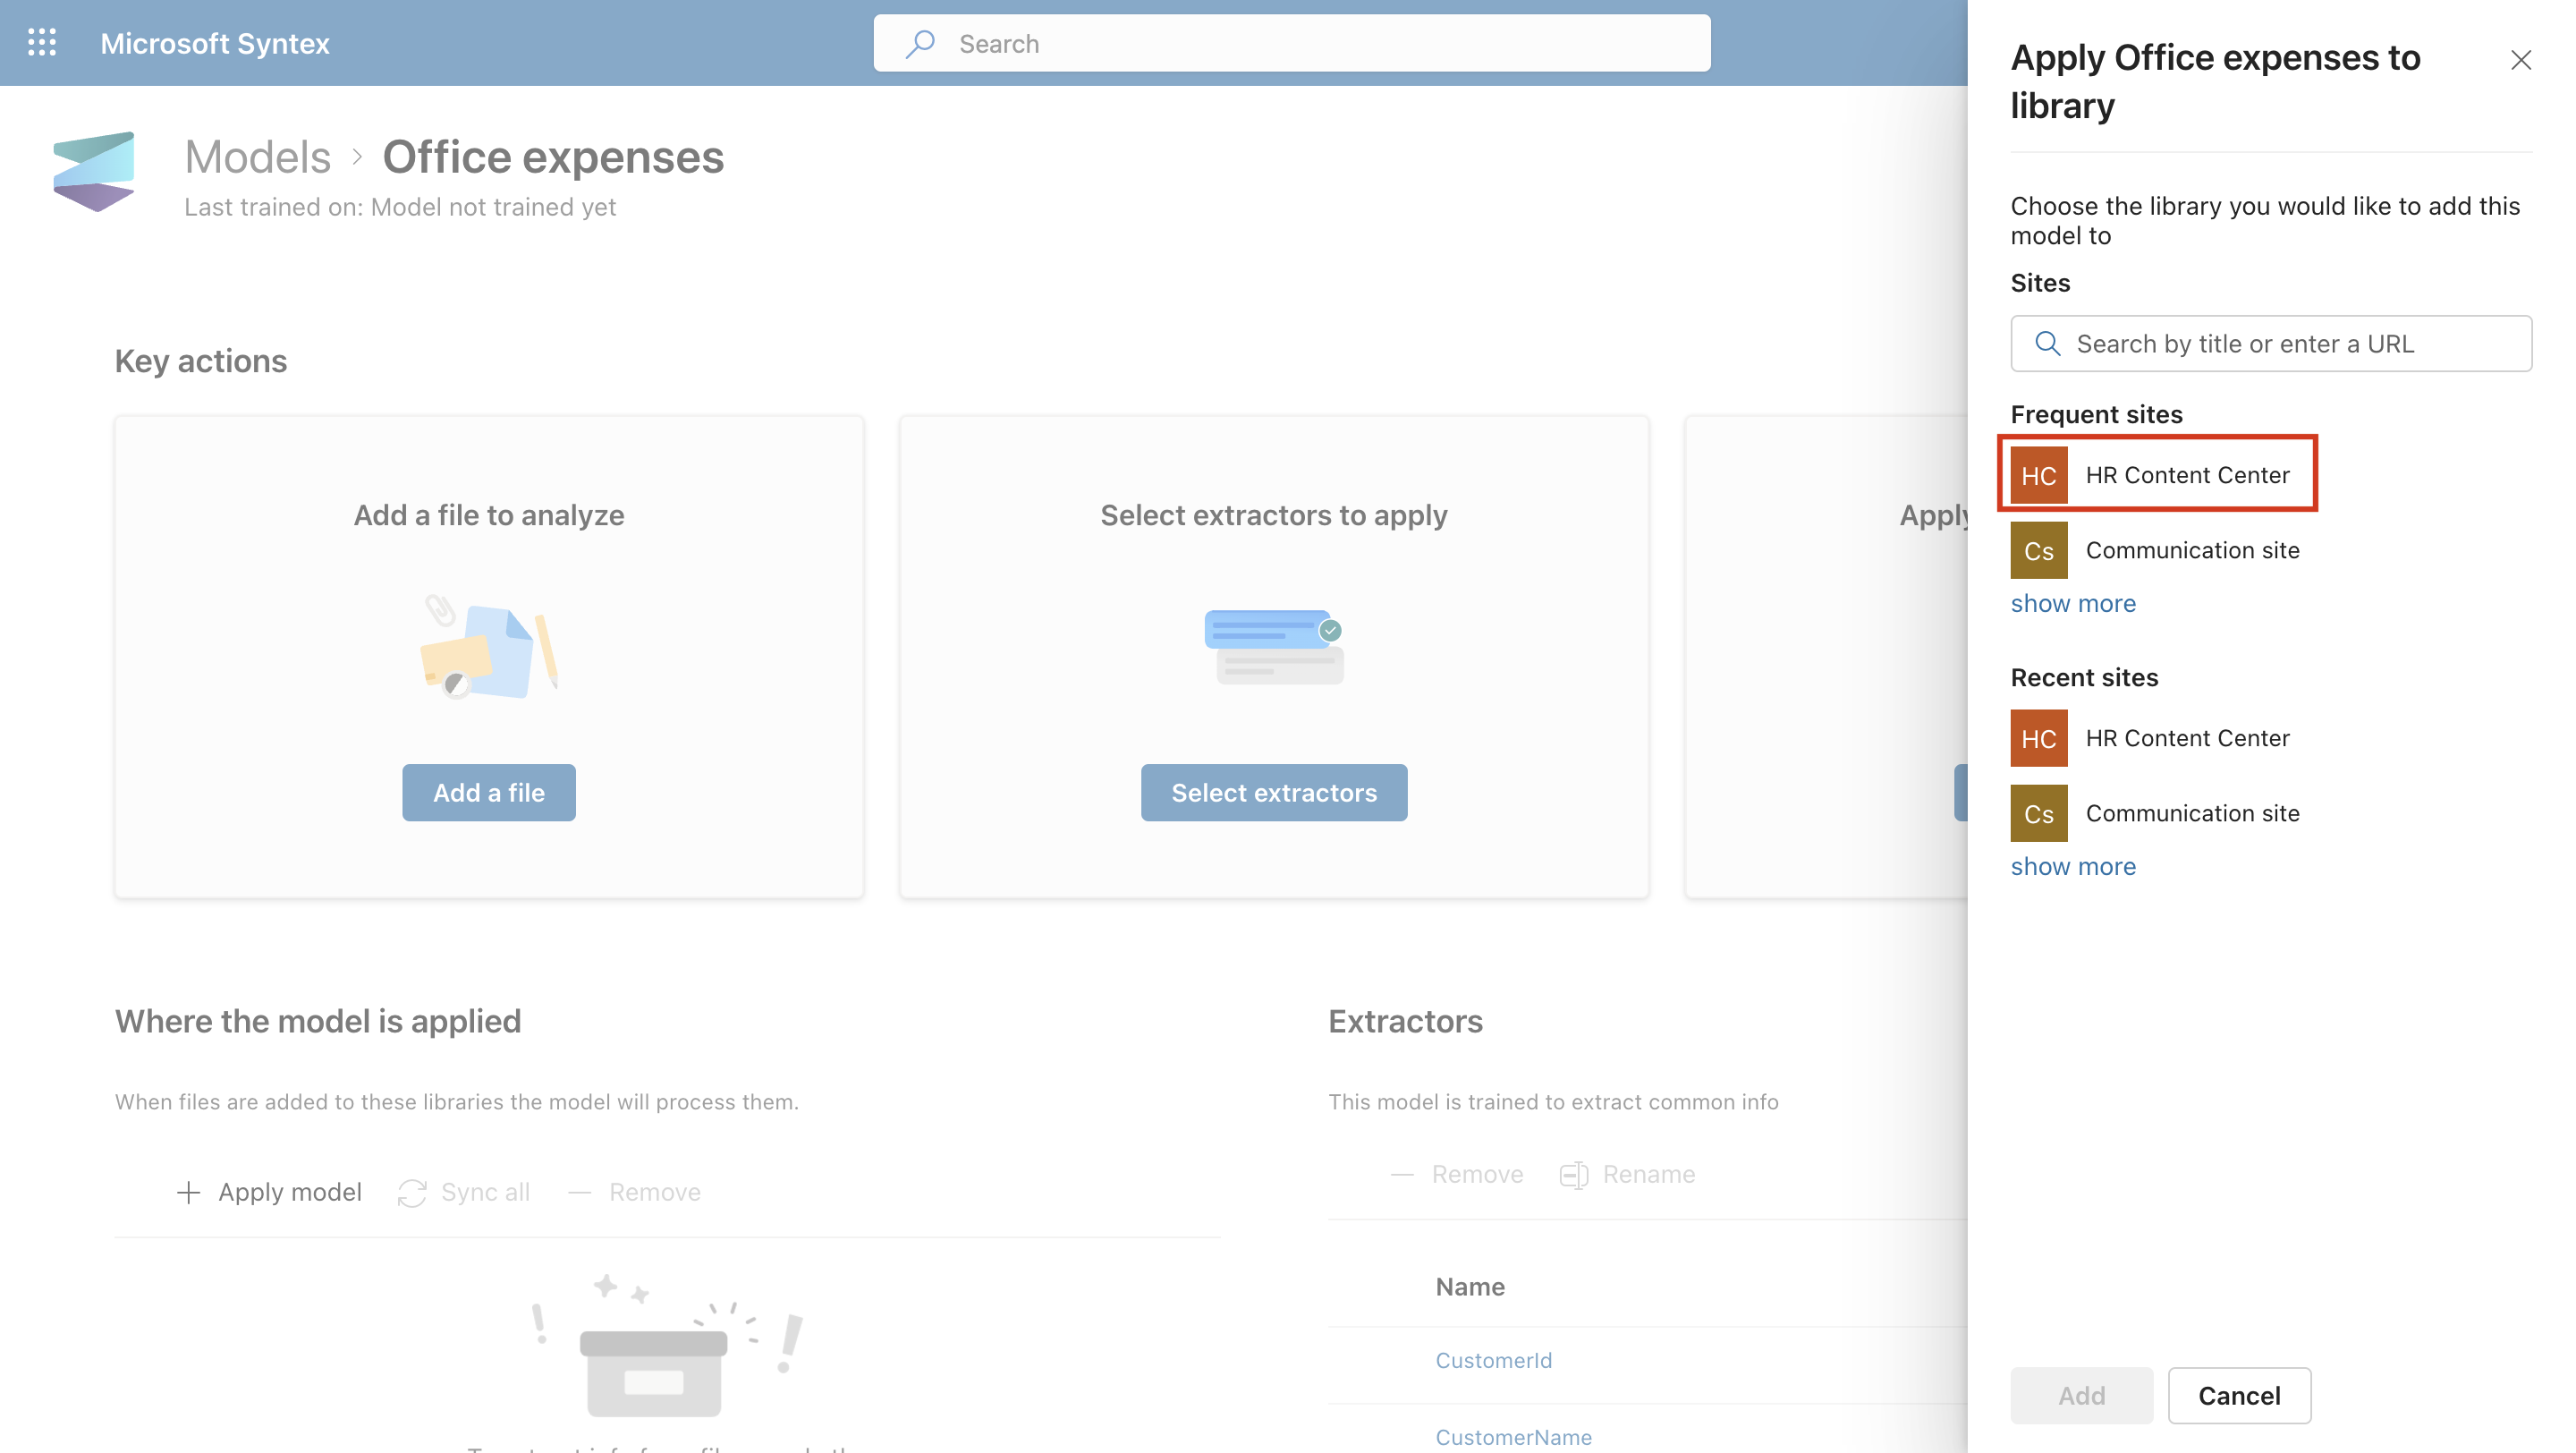 Microsoft Syntex
Search
Models > Office expenses
Last trained on: Model not trained yet
Key actions
Add a file to analyze
Add a file
Select extractors to apply
Select extractors
Apply
Where the model is applied
When files are added to these libraries the model will process them.
Apply model
Sync all
Remove
Extractors
This model is trained to extract common info
Remove
Rename
Name
CustomerId
CustomerName
Apply Office expenses to
library
Choose the library you would like to add this
model to
Sites
Search by title or enter a URL
Frequent sites
HC HR Content Center
Cs Communication site
show more
Recent sites
HC HR Content Center
Cs Communication site
show more
Add
Cancel